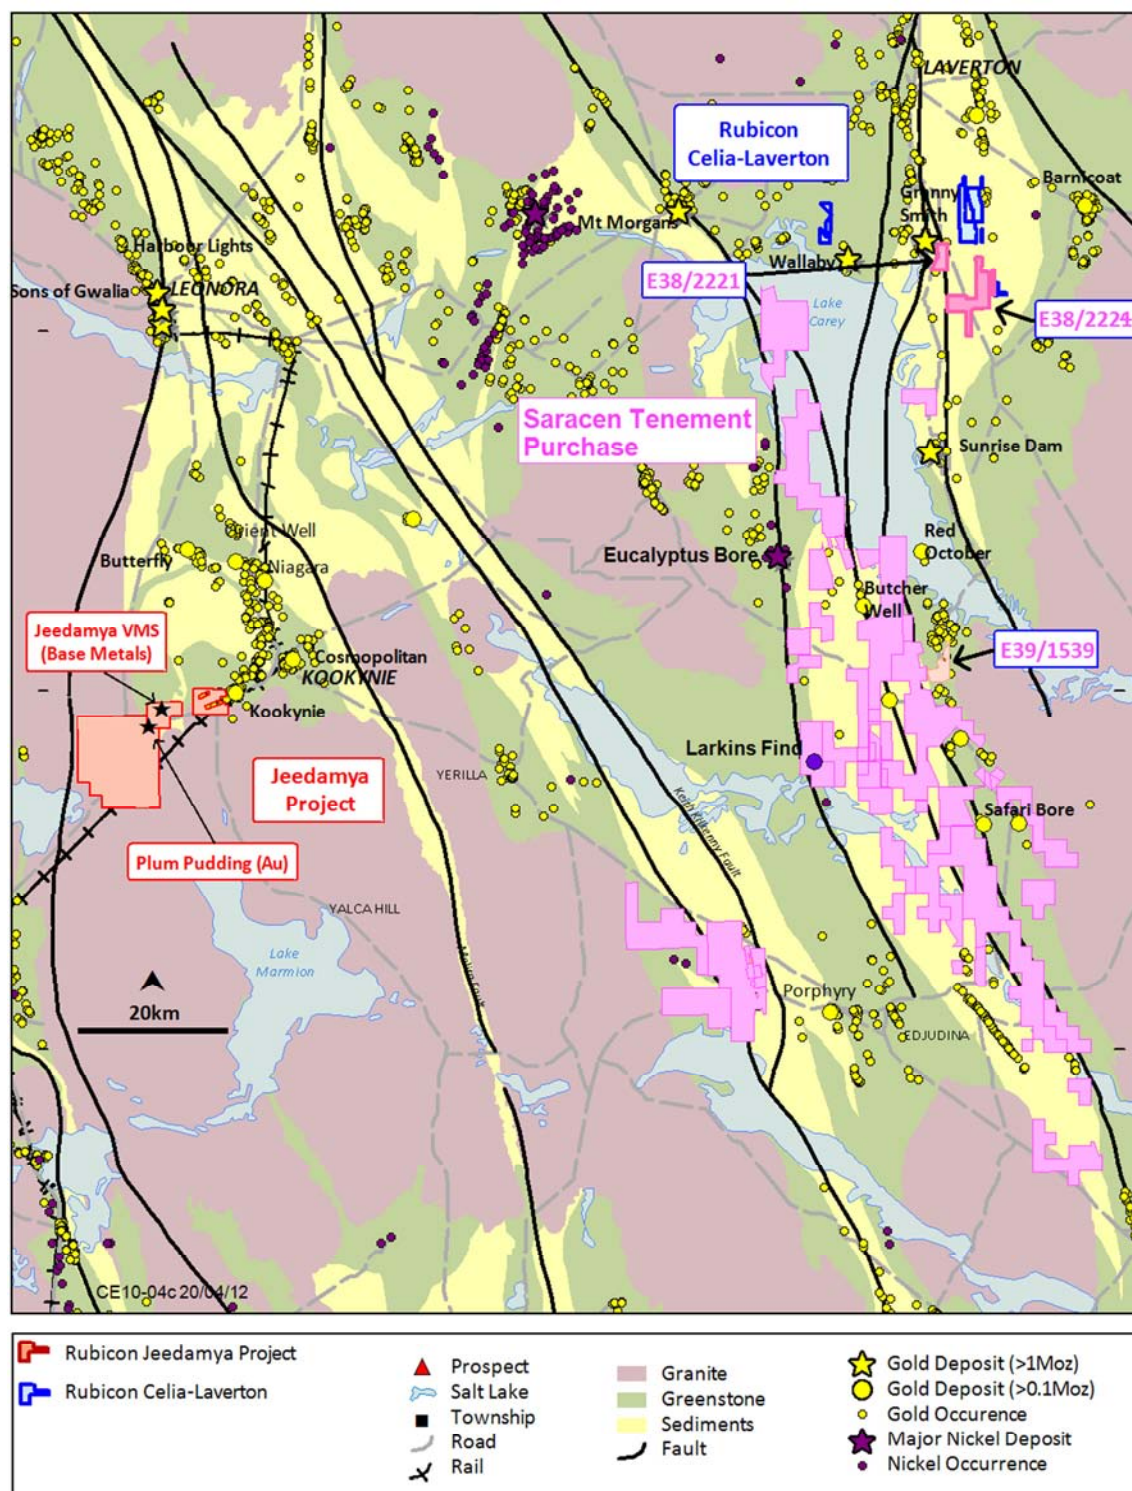 LAVERTON
Rubicon
Celia-Laverton
Barnicoat
Granny
Smith
Mt Morgans
Harbour Lights
Wallaby
E38/2221
Sons of Gwalia
LEONORA
Lake
Carey
E38/2224
Saracen Tenement
Purchase
Sunrise Dam
Orient Well
Red
October
Butterfly
Eucalyptus Bore
Niagara
Butcher
Well
Jeedamya VMS
(Base Metals)
E39/1539
Cosmopolitan
KOOKYNIE
Kookynie
Larkins Find
Jeedamya
Project
YERILLA
Keith Kilkenny Fault
Safari Bore
Plum Pudding (Au)
YALCA HILL
Lake
Marmion
Porphyry
20km
EDJUDINA
CE10-04c 20/04/12
Rubicon Jeedamya Project
Rubicon Celia-Laverton
Prospect
Salt Lake
Township
Road
Rail
Granite
Greenstone
Sediments
Fault
Gold Deposit (>1Moz)
Gold Deposit (>0.1Moz)
Gold Occurence
Major Nickel Deposit
Nickel Occurrence